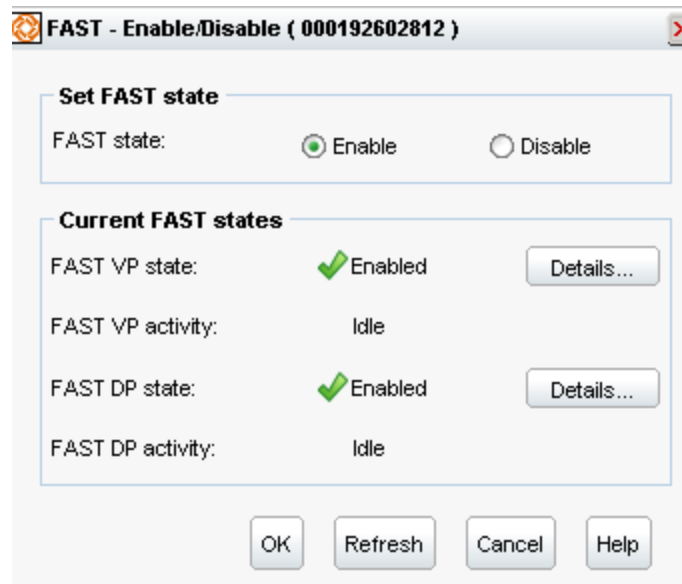 FAST - Enable/Disable ( 000192602812 )
Set FAST state
FAST state: Enable Disable
Current FAST states
FAST VP state: Enabled Details...
FAST VP activity: Idle
FAST DP state: Enabled Details...
FAST DP activity: Idle
OK Refresh Cancel Help